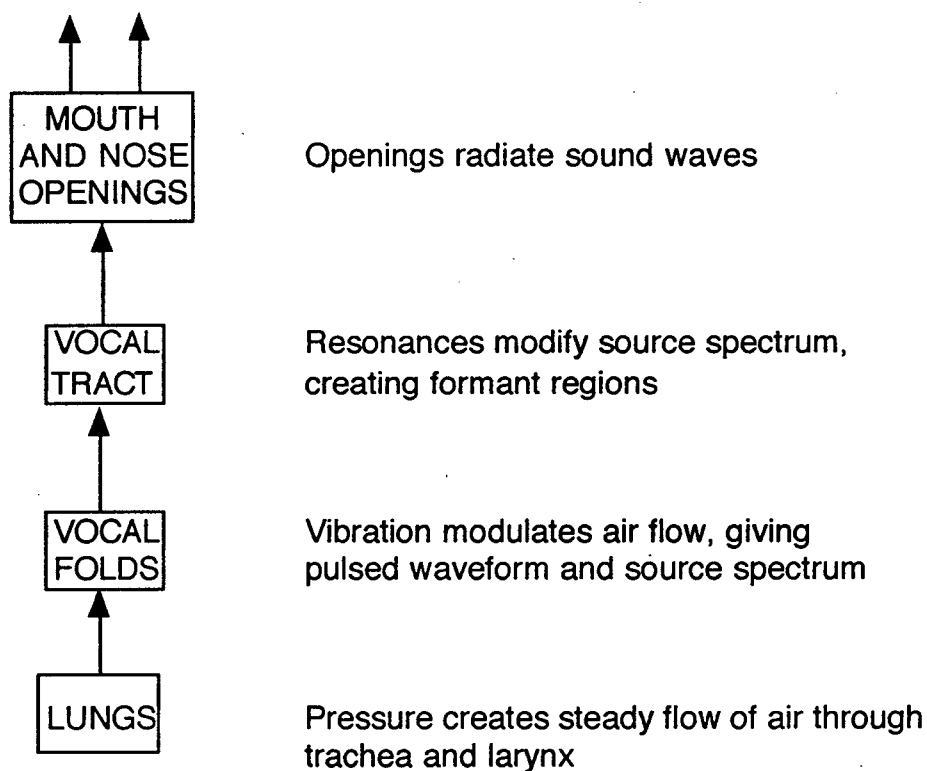 MOUTH
AND NOSE
OPENINGS
Openings radiate sound waves
VOCAL
TRACT
Resonances modify source spectrum,
creating formant regions
VOCAL
FOLDS
Vibration modulates air flow, giving
pulsed waveform and source spectrum
LUNGS
Pressure creates steady flow of air through
trachea and larynx